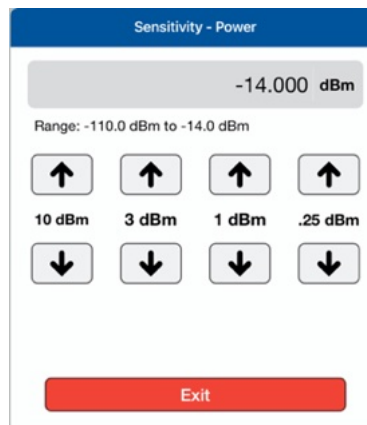 Sensitivity - Power
-14.000 dBm
Range: -110.0 dBm to -14.0 dBm
10 dBm 3 dBm 1 dBm .25 dBm
Exit